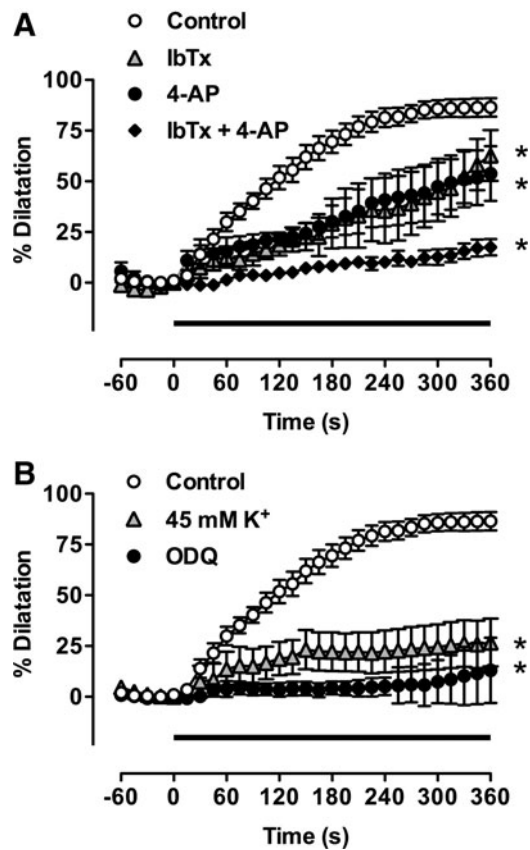 A
Control
IbTx
4-AP
IbTx + 4-AP
100
75
50
25
0
% Dilatation
*
*
*
-60 0 60 120 180 240 300 360
Time (s)
B
Control
45 mM K⁺
ODQ
100
75
50
25
0
% Dilatation
*
*
-60 0 60 120 180 240 300 360
Time (s)